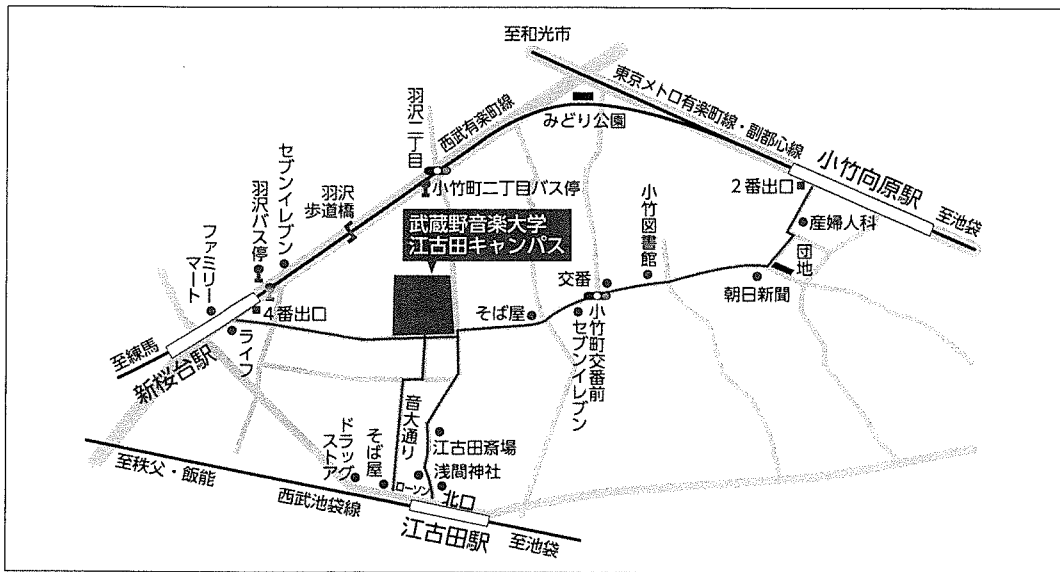 至和光市
東京メトロ有楽町線・副都心線
小竹向原駅
至池袋
2番出口
産婦人科
団地
朝日新聞
みどり公園
西武有楽町線
羽沢二丁目
小竹町二丁目バス停
羽沢
歩道橋
セブンイレブン
羽沢バス停
ファミリー
マート
武蔵野音楽大学
江古田キャンパス
小竹図書館
交番
そば屋
小竹町交番前
セブンイレブン
4番出口
ライフ
至練馬
新桜台駅
音大通り
ドラッグ
ストア
そば屋
江古田斎場
浅間神社
ローソン
北口
至秩父・飯能
西武池袋線
江古田駅
至池袋